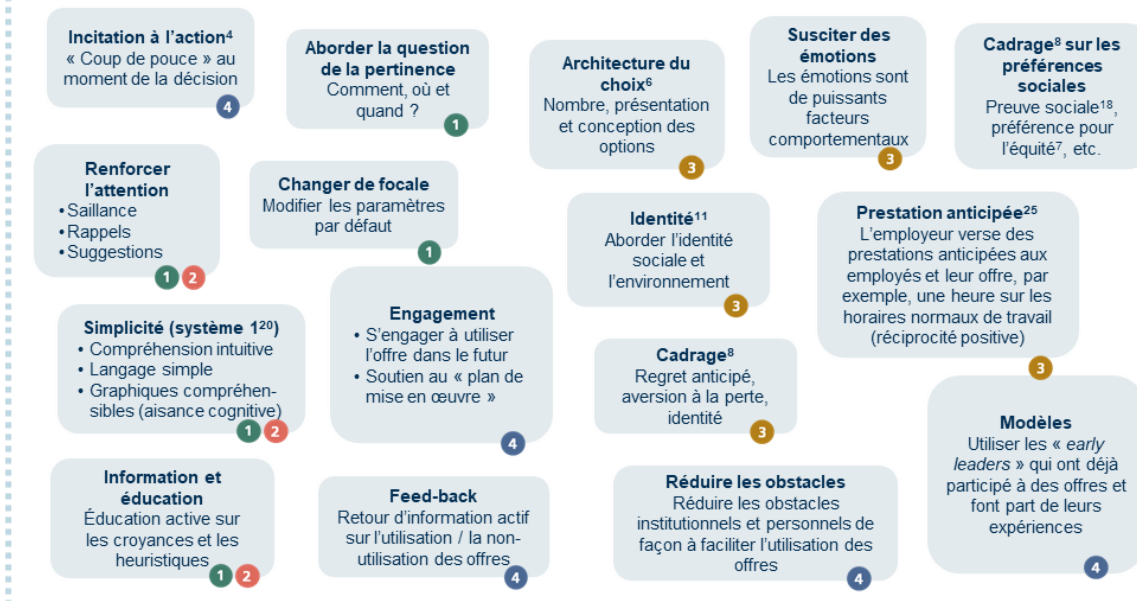 Incitation à l'action⁴
« Coup de pouce » au
moment de la décision
4
Aborder la question
de la pertinence
Comment, où et
quand ?
1
Architecture du
choix⁶
Nombre, présentation
et conception des
options
3
Susciter des
émotions
Les émotions sont
de puissants
facteurs
comportementaux
3
Cadrage⁸ sur les
préférences
sociales
Preuve sociale¹⁸,
préférence pour
l'équité⁷, etc.
Renforcer
l'attention
• Saillance
• Rappels
• Suggestions
1 2
Changer de focale
Modifier les paramètres
par défaut
1
Identité¹¹
Aborder l'identité
sociale et
l'environnement
3
Prestation anticipée²⁵
L'employeur verse des
prestations anticipées aux
employés et leur offre, par
exemple, une heure sur les
horaires normaux de travail
(réciprocité positive)
3
Simplicité (système 1²⁰)
• Compréhension intuitive
• Langage simple
• Graphiques compréhen-
sibles (aisance cognitive)
1 2
Engagement
• S'engager à utiliser
l'offre dans le futur
• Soutien au « plan de
mise en œuvre »
4
Cadrage⁸
Regret anticipé,
aversion à la perte,
identité
3
Modèles
Utiliser les « early
leaders » qui ont déjà
participé à des offres et
font part de leurs
expériences
4
Information et
éducation
Éducation active sur
les croyances et les
heuristiques
1 2
Feed-back
Retour d'information actif
sur l'utilisation / la non-
utilisation des offres
4
Réduire les obstacles
Réduire les obstacles
institutionnels et personnels de
façon à faciliter l'utilisation des
offres
4